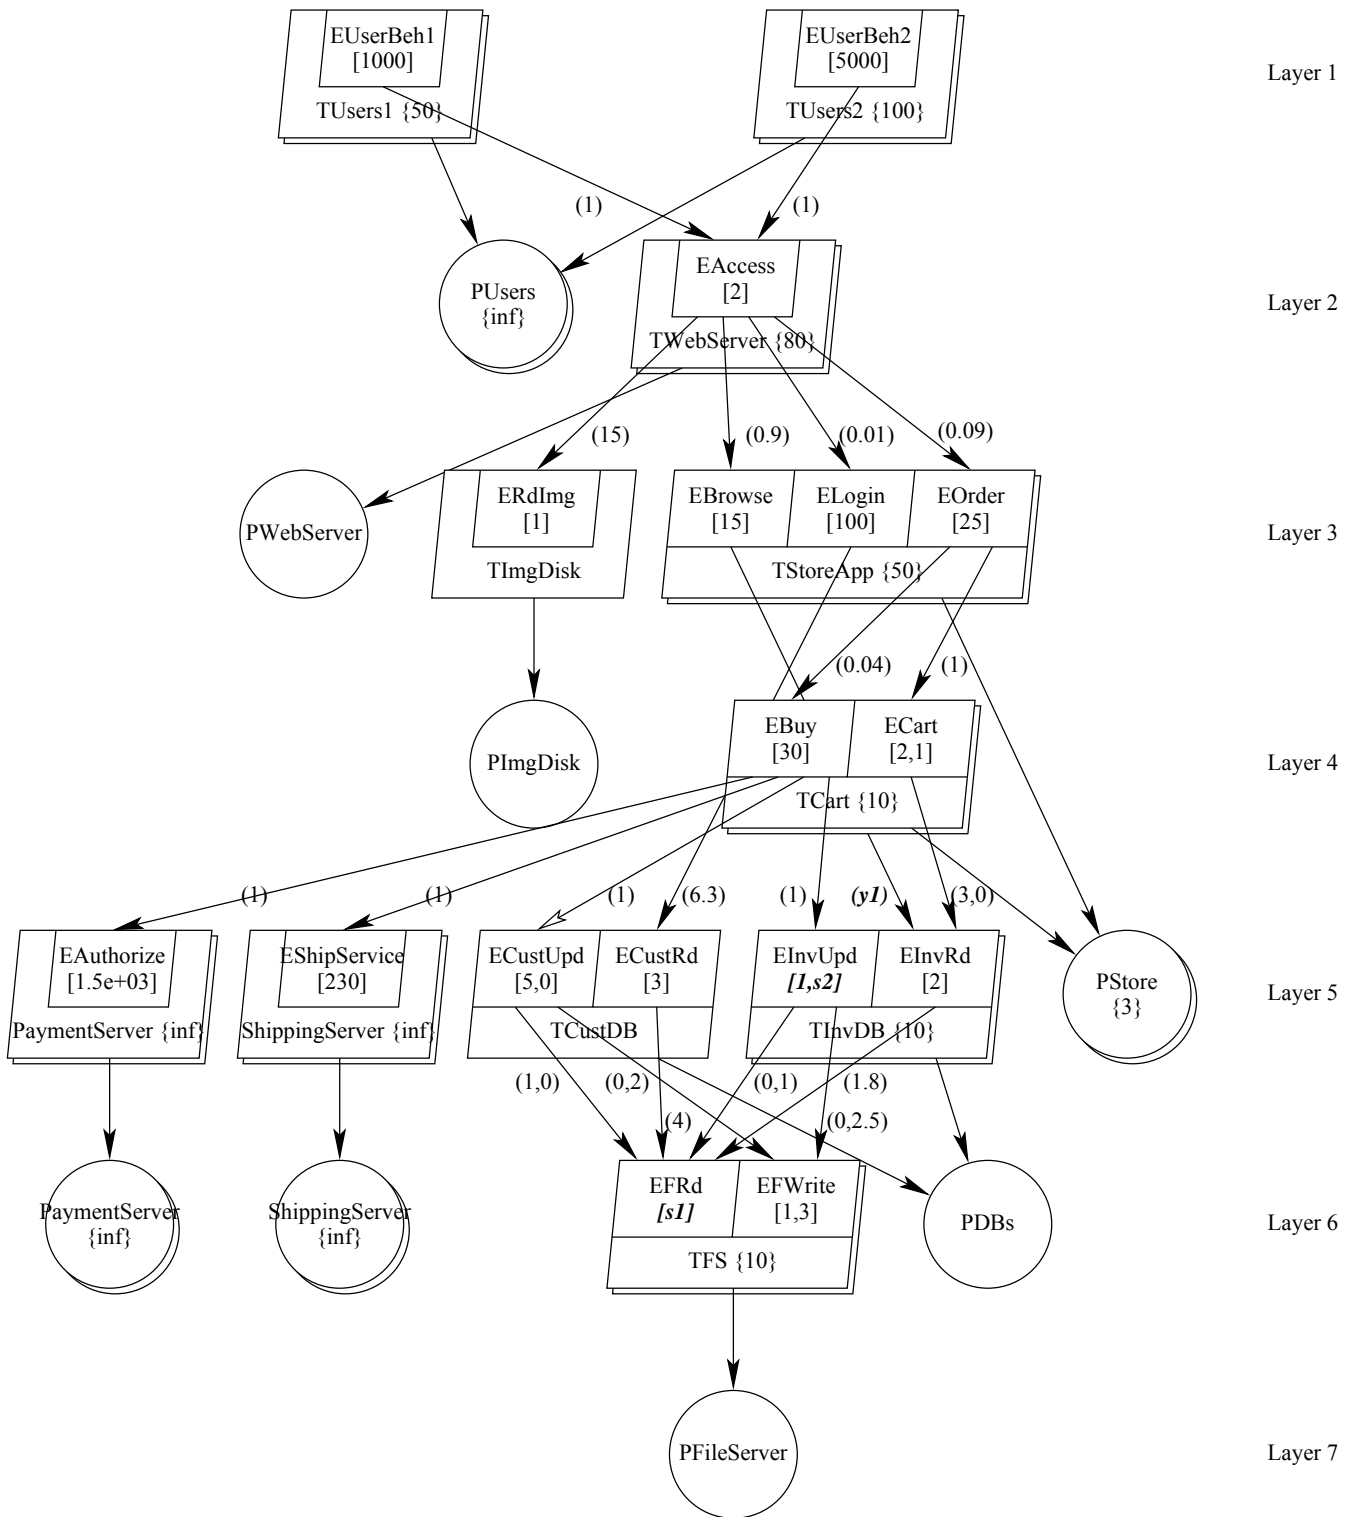 EUserBeh1
[1000]
TUsers1 {50}
EUserBeh2
[5000]
TUsers2 {100}
Layer 1
(1)
(1)
PUsers
{inf}
EAccess
[2]
TWebServer {80}
Layer 2
(15)
(0.9)
(0.01)
(0.09)
PWebServer
ERdImg
[1]
TImgDisk
EBrowse
[15]
ELogin
[100]
EOrder
[25]
TStoreApp {50}
Layer 3
(0.04)
(1)
PImgDisk
EBuy
[30]
ECart
[2,1]
TCart {10}
Layer 4
(1)
(1)
(1)
(6.3)
(1)
(y1)
(3,0)
EAuthorize
[1.5e+03]
PaymentServer {inf}
EShipService
[230]
ShippingServer {inf}
ECustUpd
[5,0]
ECustRd
[3]
TCustDB
EInvUpd
[1,s2]
EInvRd
[2]
TInvDB {10}
PStore
{3}
Layer 5
(1,0)
(0,2)
(4)
(0,1)
(1.8)
(0,2.5)
PaymentServer
{inf}
ShippingServer
{inf}
EFRd
[s1]
EFWrite
[1,3]
TFS {10}
PDBs
Layer 6
PFileServer
Layer 7